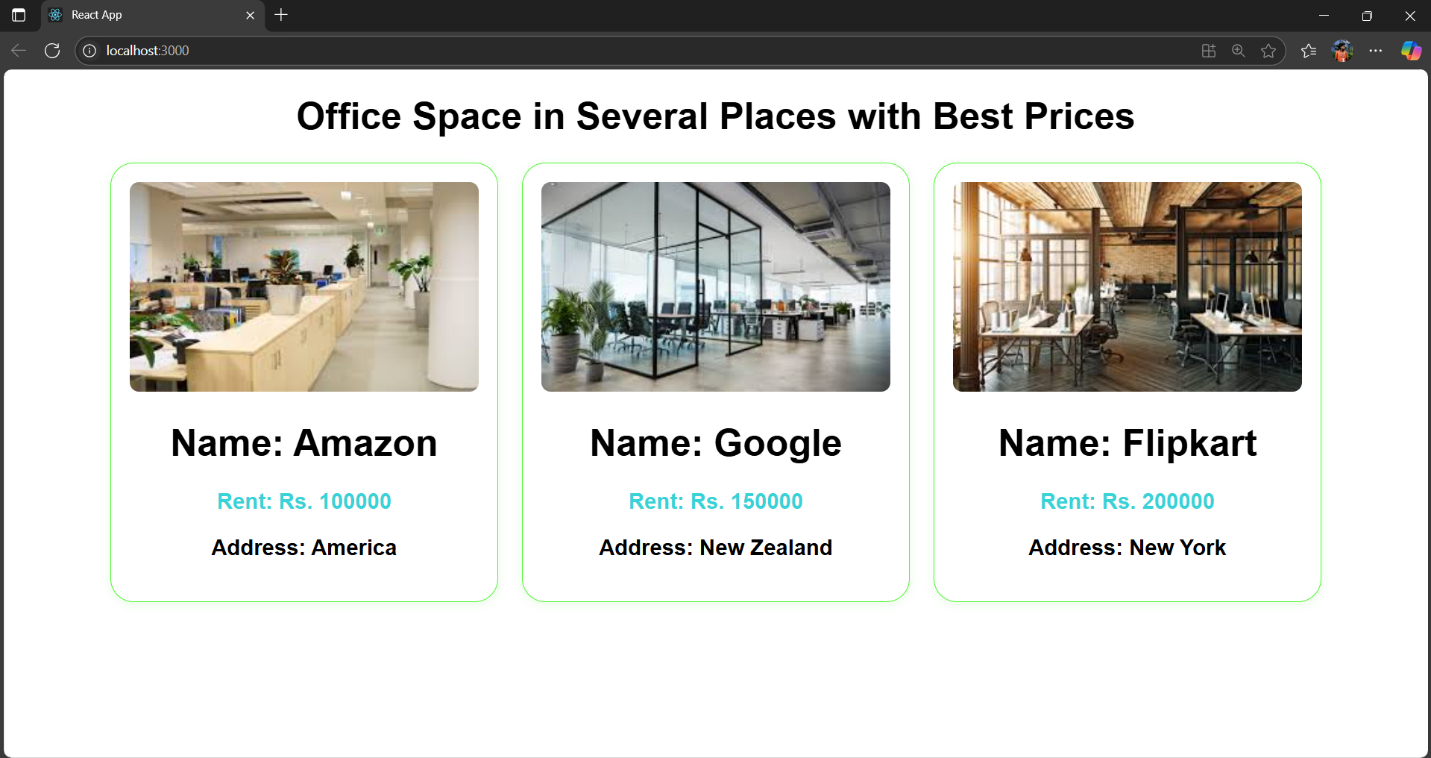 React App
localhost:3000
Office Space in Several Places with Best Prices
Name: Amazon
Rent: Rs. 100000
Address: America
Name: Google
Rent: Rs. 150000
Address: New Zealand
Name: Flipkart
Rent: Rs. 200000
Address: New York